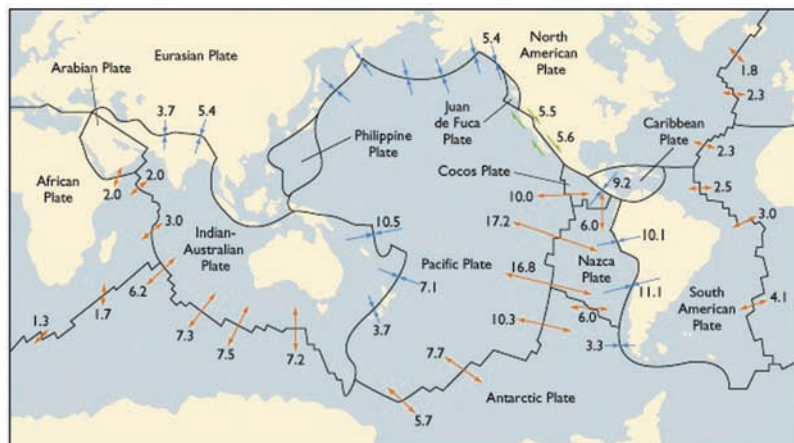 Eurasian Plate
North
American
Plate
Arabian Plate
5.4
1.8
3.7
5.4
2.3
Juan
de Fuca
Plate
5.5
5.6
Caribbean
Plate
Philippine
Plate
2.3
African
Plate
2.0
2.0
Cocos Plate
9.2
2.5
10.0
3.0
3.0
Indian-
Australian
Plate
10.5
17.2
6.0
10.1
Nazca
Plate
Pacific Plate
7.1
16.8
6.2
11.1
South
American
Plate
4.1
1.3
1.7
7.3
7.5
7.2
3.7
10.3
6.0
3.3
7.7
5.7
Antarctic Plate